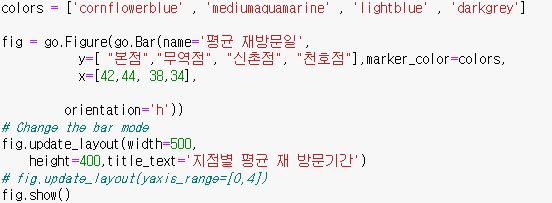 colors = ['cornflowerblue' , 'mediumaquamarine' , 'lightblue' , 'darkgrey']
fig = go.Figure(go.Bar(name='평균 재방문일',
y=[ "본점","무역점", "신촌점", "천호점"],marker_color=colors,
x=[42,44, 38,34],
orientation='h'))
# Change the bar mode
fig.update_layout(width=500,
height=400,title_text='지점별 평균 재 방문기간')
# fig.update_layout(yaxis_range=[0,4])
fig.show()